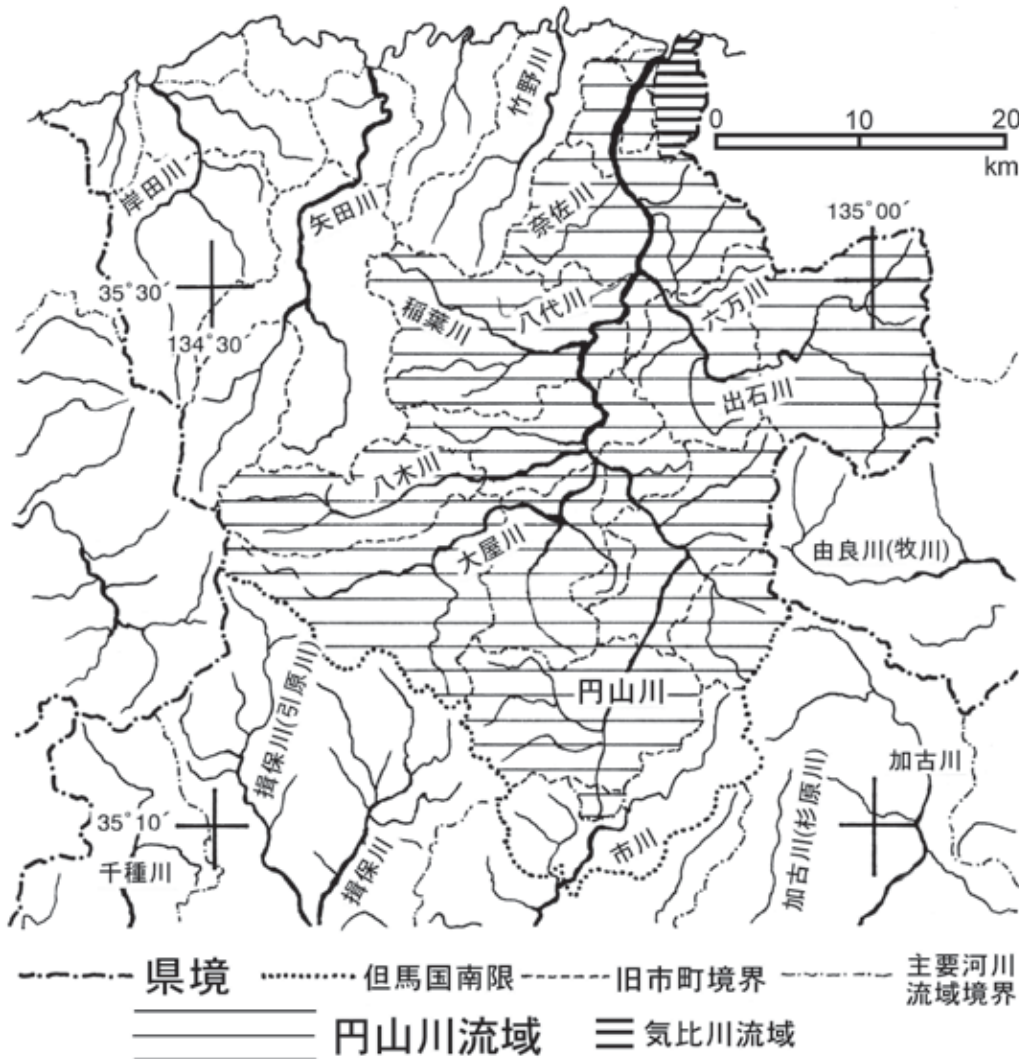 竹野川
0 10 20
km
岸田川
矢田川
奈佐川
135°00′
35°30′
134°30′
稲葉川
八代川
六万川
出石川
八木川
大屋川
由良川(牧川)
円山川
揖保川(引原川)
加古川
加古川(杉原川)
35°10′
市川
揖保川
千種川
県境 但馬国南限 旧市町境界 主要河川
流域境界
円山川流域 気比川流域